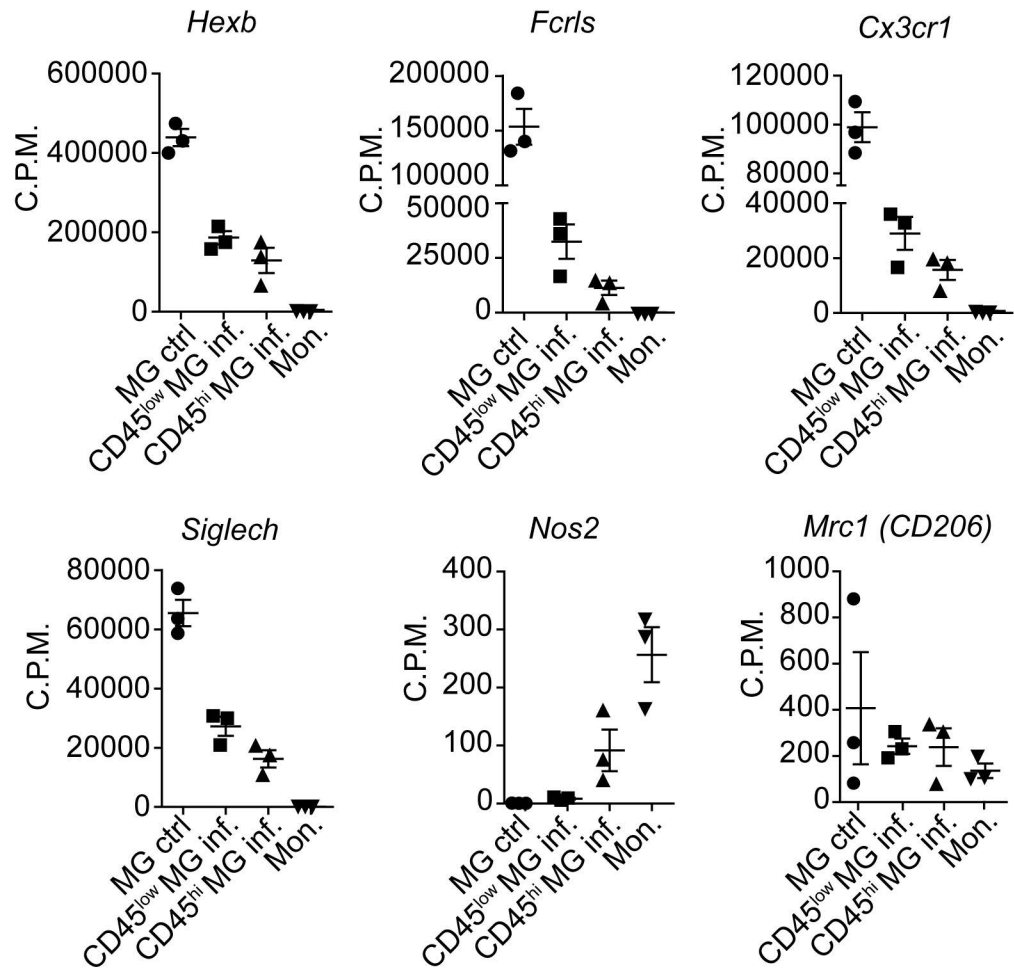 Hexb
C.P.M.
600000
400000
200000
0
MG ctrl
CD45low MG inf.
CD45hi MG inf.
Mon.
Fcrls
C.P.M.
200000
150000
100000
50000
25000
0
MG ctrl
CD45low MG inf.
CD45hi MG inf.
Mon.
Cx3cr1
C.P.M.
120000
100000
80000
40000
20000
0
MG ctrl
CD45low MG inf.
CD45hi MG inf.
Mon.
Siglech
C.P.M.
80000
60000
40000
20000
0
MG ctrl
CD45low MG inf.
CD45hi MG inf.
Mon.
Nos2
C.P.M.
400
300
200
100
0
MG ctrl
CD45low MG inf.
CD45hi MG inf.
Mon.
Mrc1 (CD206)
C.P.M.
1000
800
600
400
200
0
MG ctrl
CD45low MG inf.
CD45hi MG inf.
Mon.